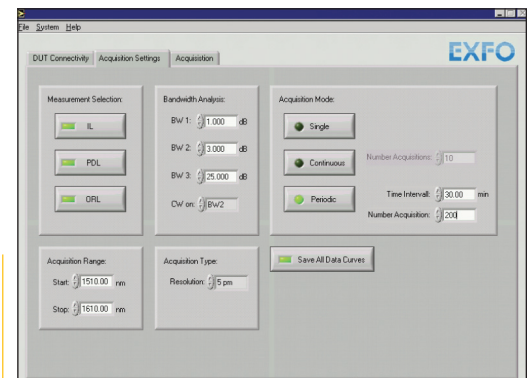 File System Help
EXFO
DUT Connectivity Acquisition Settings Acquisistion
Measurement Selection:
IL
PDL
ORL
Bandwidth Analysis:
BW 1: 1.000 dB
BW 2: 3.000 dB
BW 3: 25.000 dB
CW on: BW2
Acquisition Mode:
Single
Continuous
Number Acquisitions: 10
Periodic
Time Intervall: 30.00 min
Number Acquisition: 200
Acquisition Range:
Start: 1510.00 nm
Stop: 1610.00 nm
Acquisition Type:
Resolution: 5 pm
Save All Data Curves